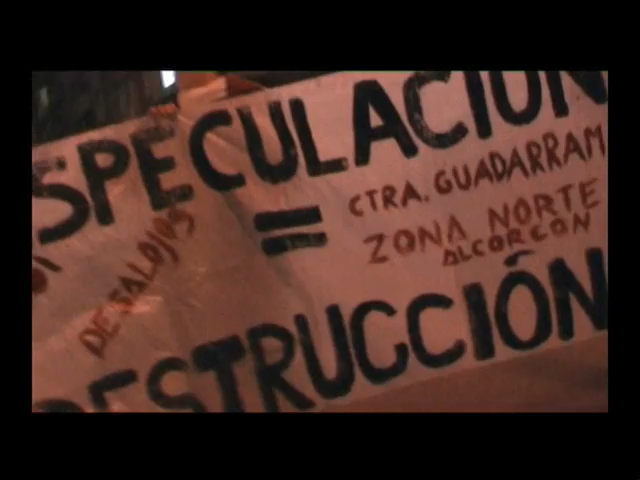 SPECULACIÓN
=
CTRA. GUADARRAM
ZONA NORTE
ALCORCÓN
DESALOJOS
DESTRUCCIÓN